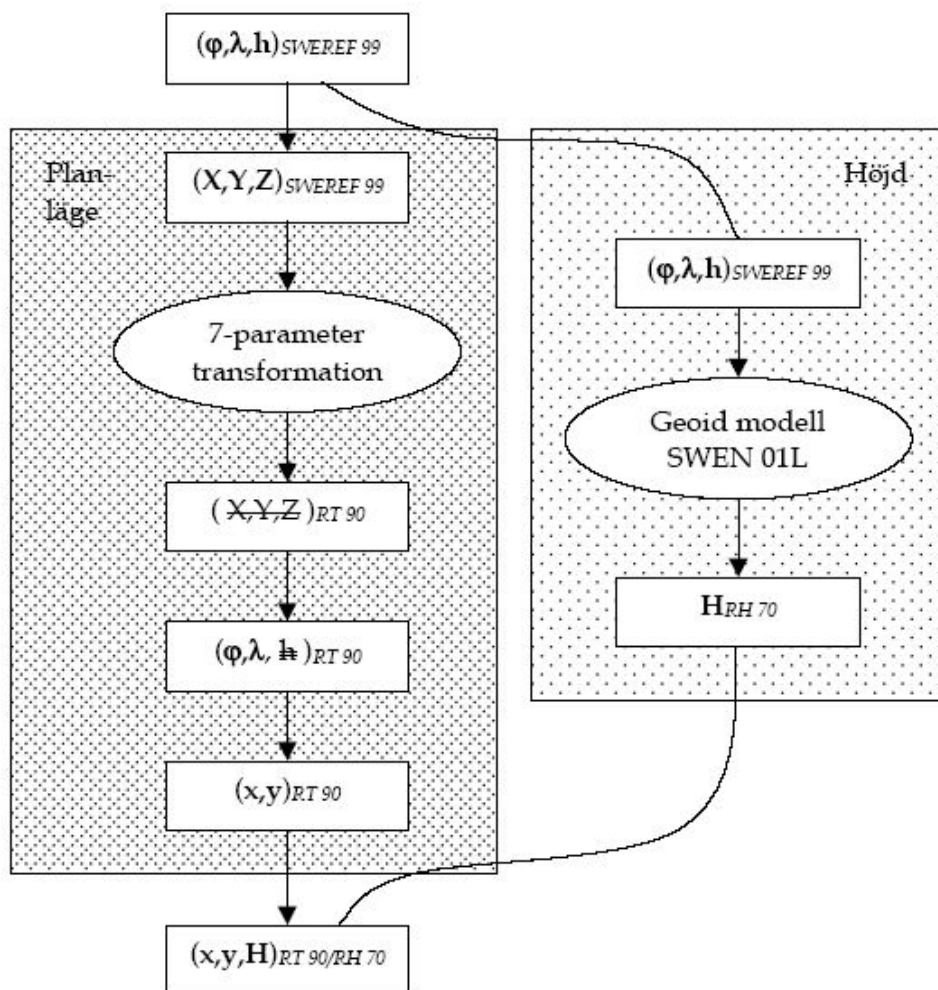 (φ,λ,h)SWEREF 99
Plan-
läge
(X,Y,Z)SWEREF 99
7-parameter
transformation
(X,Y,Z)RT 90
(φ,λ, h)RT 90
(x,y)RT 90
Höjd
(φ,λ,h)SWEREF 99
Geoid modell
SWEN 01L
HRH 70
(x,y,H)RT 90/RH 70